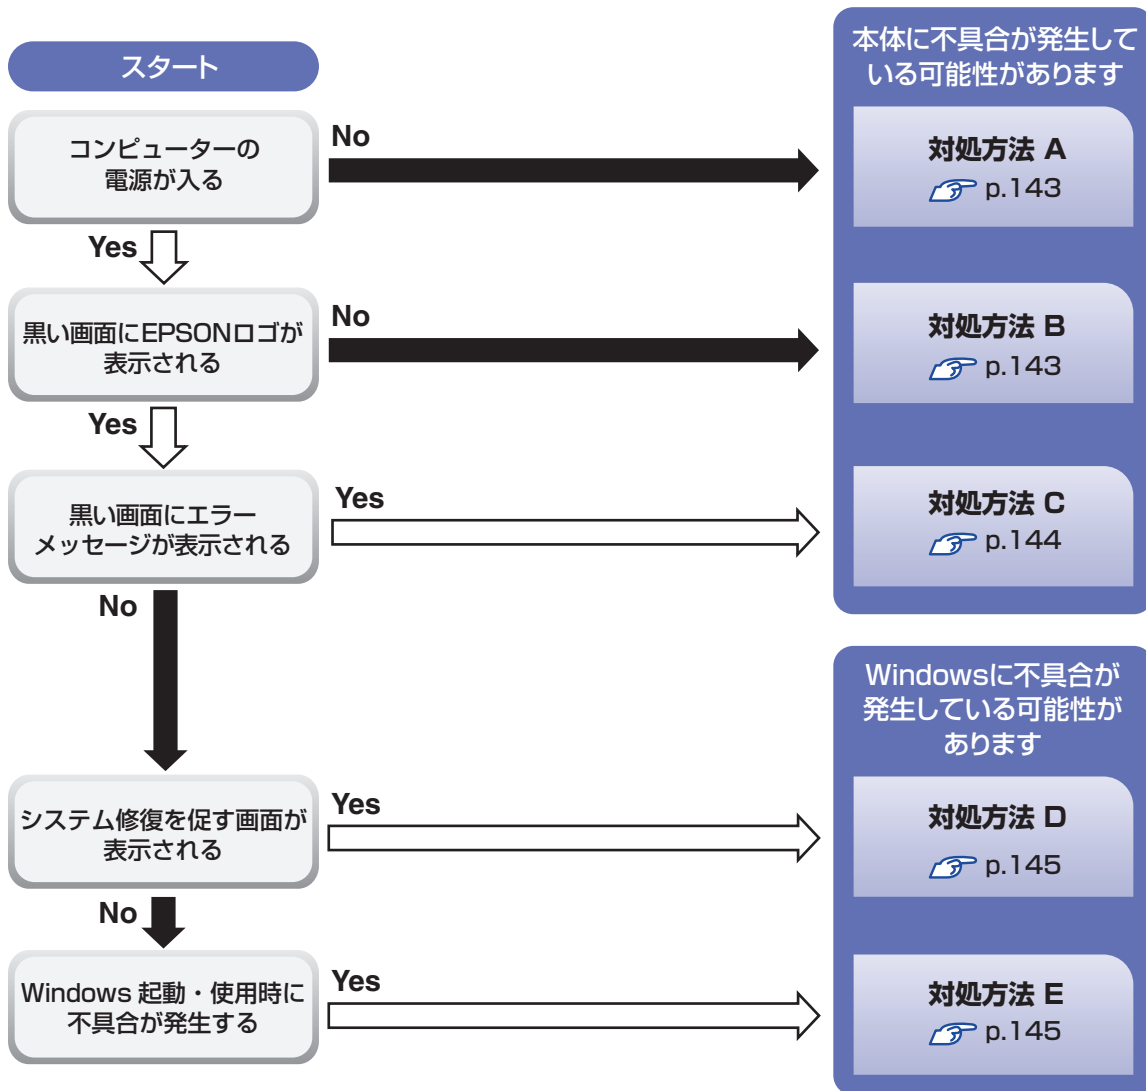 スタート
コンピューターの
電源が入る
No
Yes
黒い画面にEPSONロゴが
表示される
No
Yes
黒い画面にエラー
メッセージが表示される
Yes
No
システム修復を促す画面が
表示される
Yes
No
Windows 起動・使用時に
不具合が発生する
Yes
本体に不具合が発生して
いる可能性があります
対処方法 A
p.143
対処方法 B
p.143
対処方法 C
p.144
Windowsに不具合が
発生している可能性が
あります
対処方法 D
p.145
対処方法 E
p.145